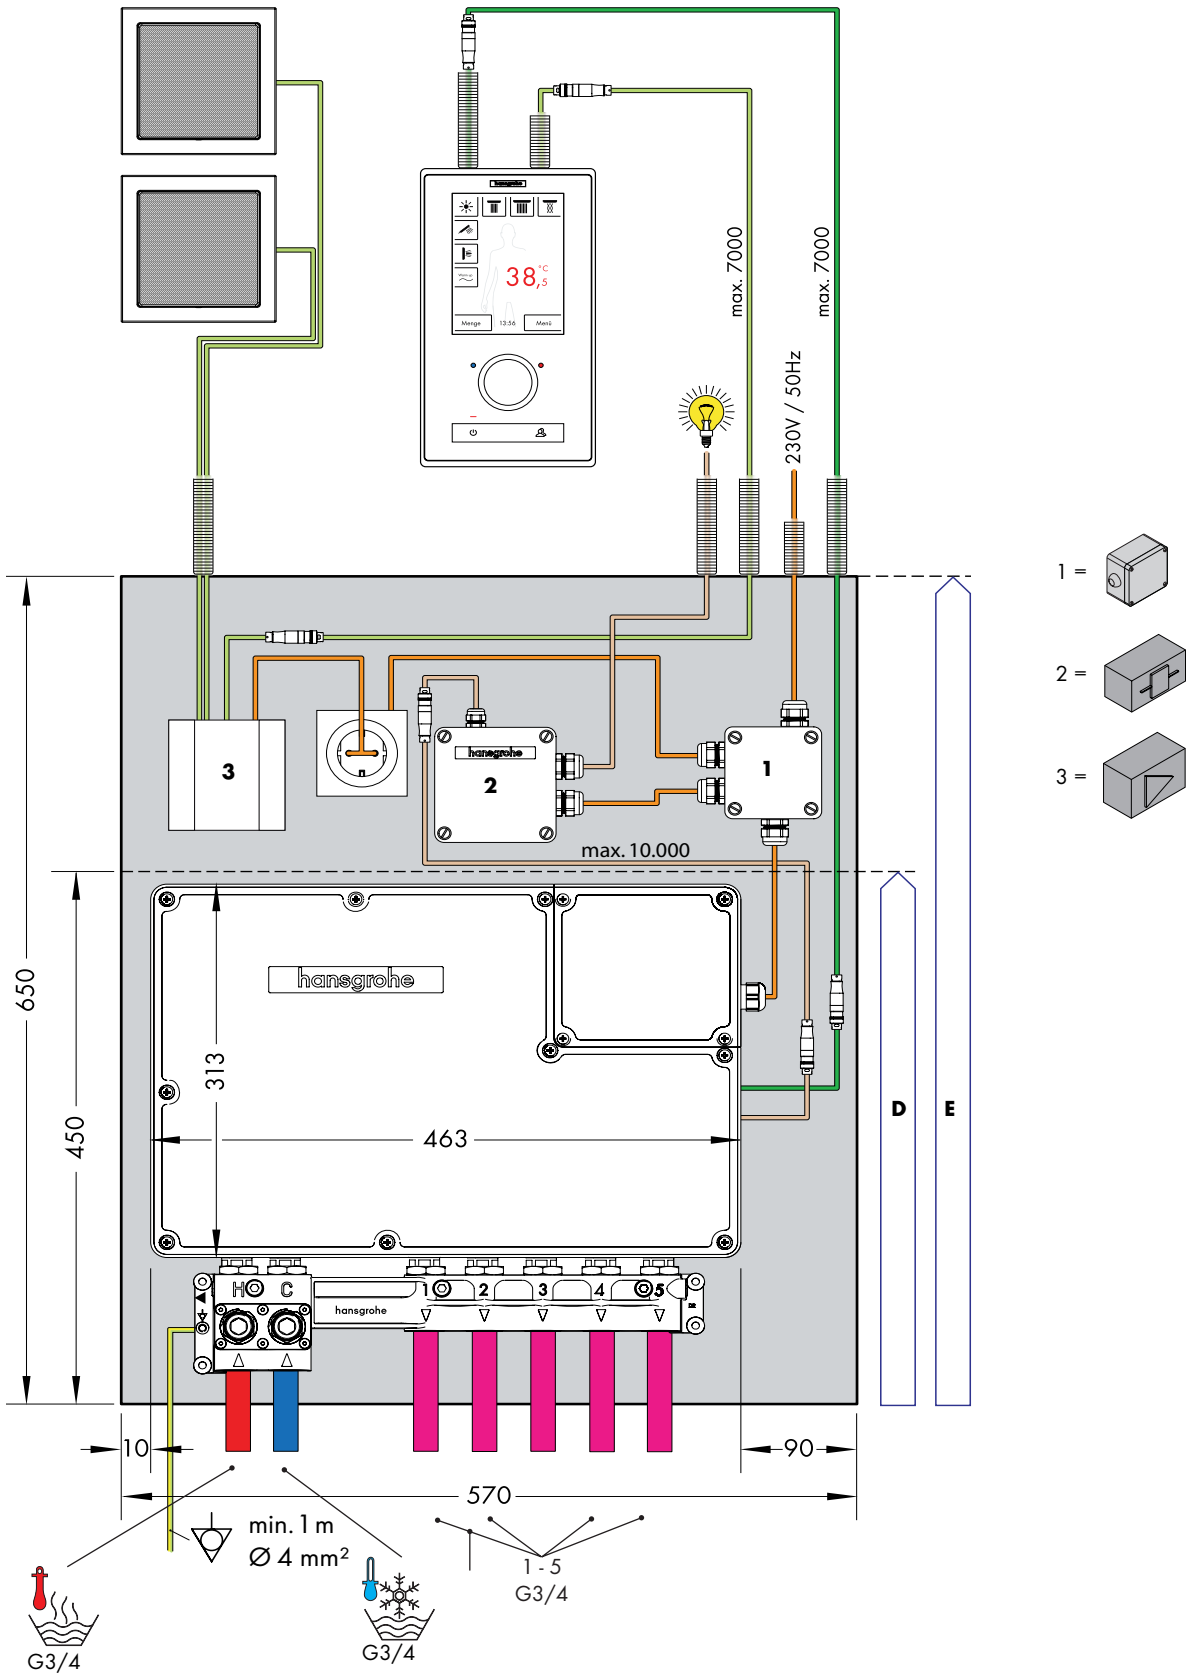 hansgrohe
38,5 °C
Warm up
Menge
13:56
Menü
max. 7000
max. 7000
230V / 50Hz
1 =
2 =
3 =
3
hansgrohe
2
1
max. 10.000
hansgrohe
650
450
313
463
D
E
H
C
hansgrohe
1
2
3
4
5
10
90
570
min. 1 m
Ø 4 mm²
1 - 5
G3/4
G3/4
G3/4